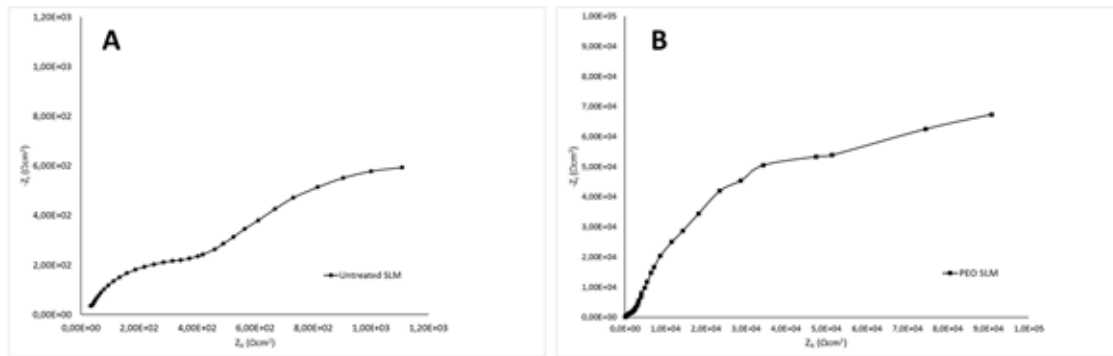 A
1,20E+03
1,00E+03
8,00E+02
6,00E+02
4,00E+02
2,00E+02
0,00E+00
-Zᵢ (Ωcm²)
Untreated SLM
0,00E+00 2,00E+02 4,00E+02 6,00E+02 8,00E+02 1,00E+03 1,20E+03
Zᵣ (Ωcm²)
B
1,00E+05
9,00E+04
8,00E+04
7,00E+04
6,00E+04
5,00E+04
4,00E+04
3,00E+04
2,00E+04
1,00E+04
0,00E+00
-Zᵢ (Ωcm²)
PEO SLM
0,0E+00 1,0E+04 2,0E+04 3,0E+04 4,0E+04 5,0E+04 6,0E+04 7,0E+04 8,0E+04 9,0E+04 1,0E+05
Zᵣ (Ωcm²)